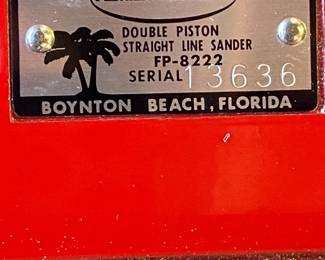 DOUBLE PISTON
STRAIGHT LINE SANDER
FP-8222
SERIAL 13636
BOYNTON BEACH, FLORIDA